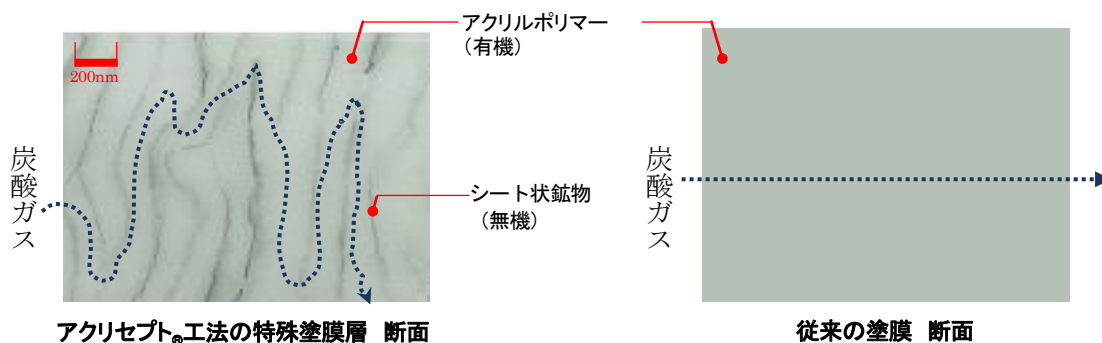 アクリルポリマー
（有機）
200nm
炭酸ガス
炭酸ガス
シート状鉱物
（無機）
アクリセプト®工法の特殊塗膜層 断面
従来の塗膜 断面